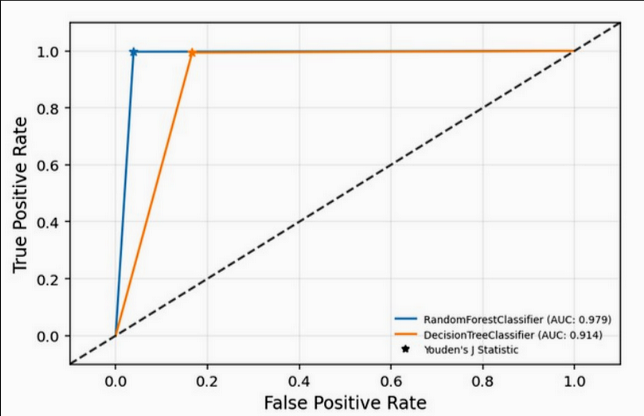 1.0
0.8
0.6
0.4
0.2
0.0
True Positive Rate
RandomForestClassifier (AUC: 0.979)
DecisionTreeClassifier (AUC: 0.914)
Youden's J Statistic
0.0 0.2 0.4 0.6 0.8 1.0
False Positive Rate